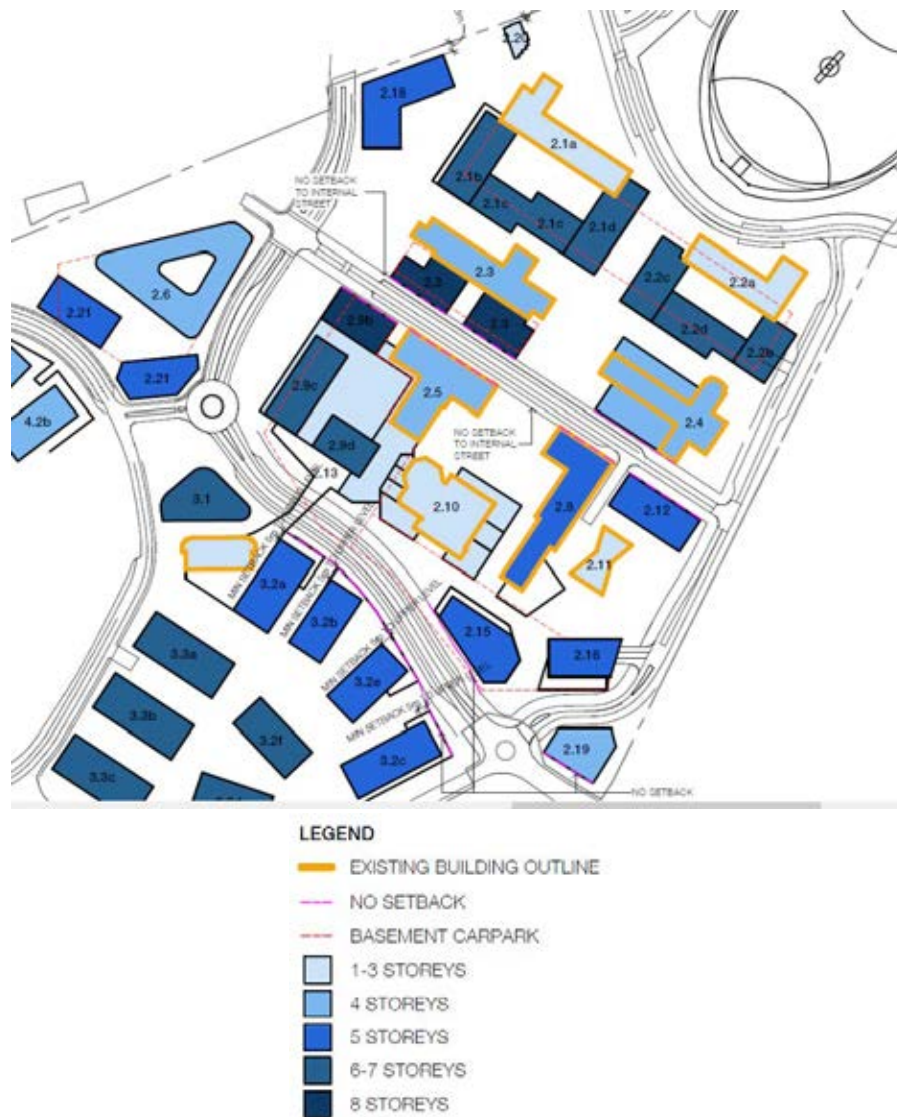 2.20
2.18
2.1a
NO SETBACK
TO INTERNAL
STREET
2.1b
2.1c
2.1c
2.1d
2.3
2.3
2.2c
2.2a
2.6
2.21
2.9b
2.2d
2.2b
2.21
2.9c
2.5
2.4
4.2b
NO SETBACK
TO INTERNAL
STREET
2.9d
2.13
3.1
2.10
2.12
2.11
3.2a
3.2b
2.15
2.16
3.3a
3.2e
3.3b
3.2f
3.2c
2.19
3.3c
NO SETBACK
LEGEND
EXISTING BUILDING OUTLINE
NO SETBACK
BASEMENT CARPARK
1-3 STOREYS
4 STOREYS
5 STOREYS
6-7 STOREYS
8 STOREYS